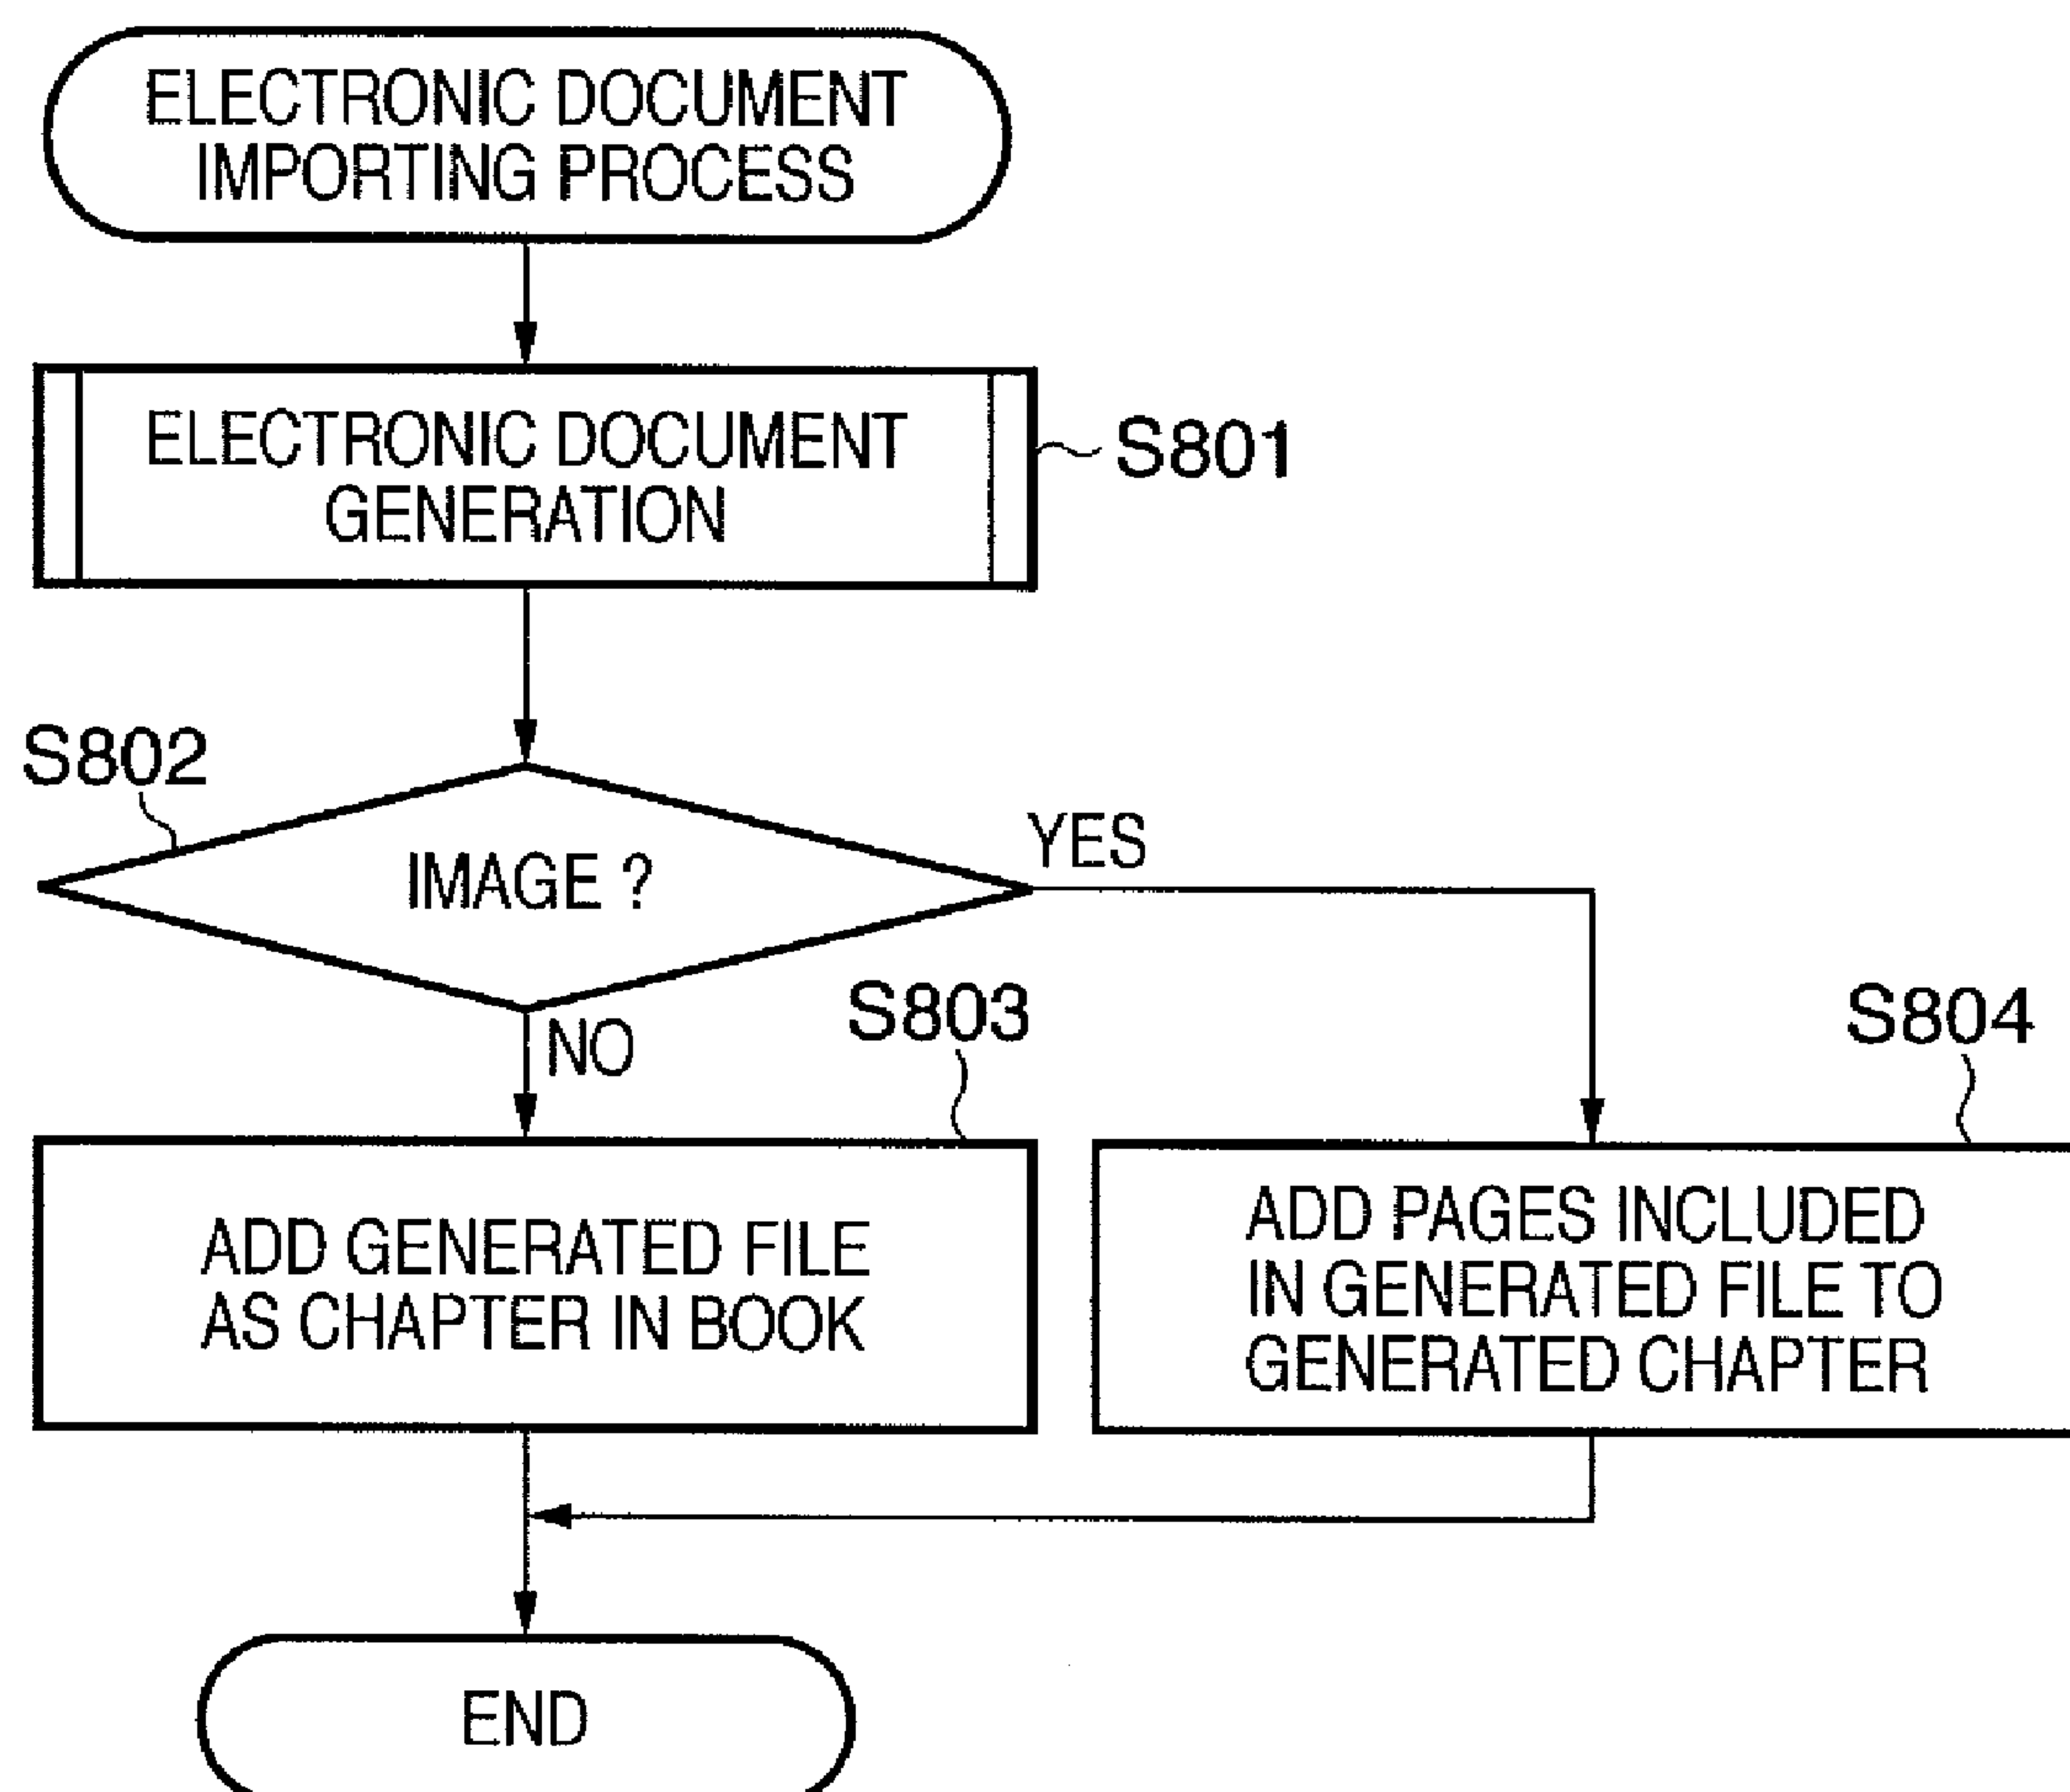 ELECTRONIC DOCUMENT
IMPORTING PROCESS
ELECTRONIC DOCUMENT
GENERATION
S801
S802
IMAGE ?
YES
NO
S803
ADD GENERATED FILE
AS CHAPTER IN BOOK
S804
ADD PAGES INCLUDED
IN GENERATED FILE TO
GENERATED CHAPTER
END